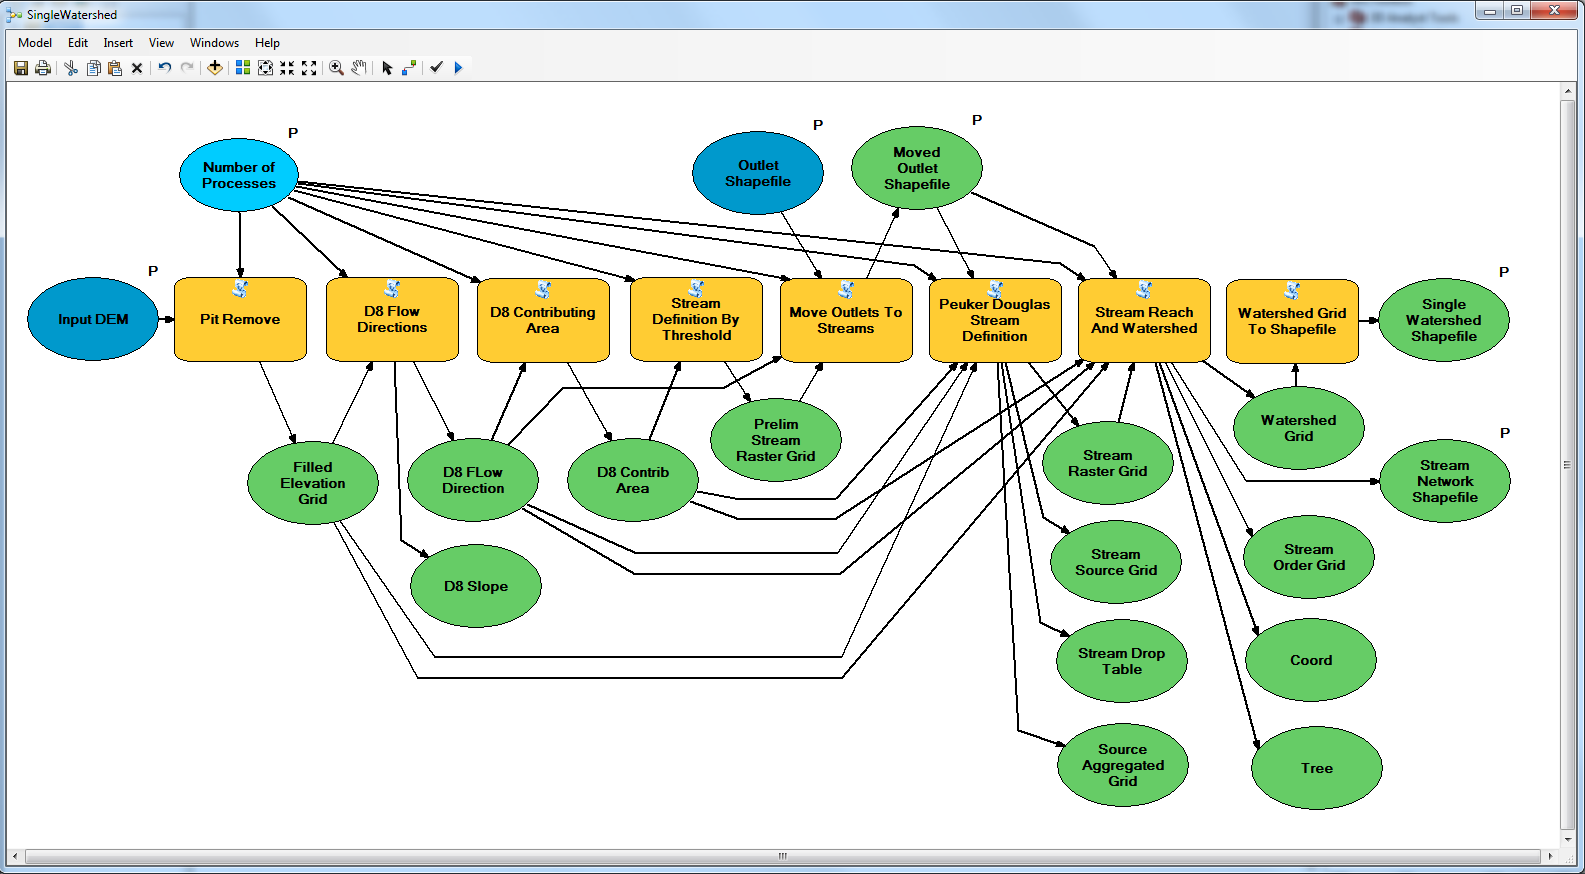 SingleWatershed
Model Edit Insert View Windows Help
P
Number of
Processes
P
Outlet
Shapefile
P
Moved
Outlet
Shapefile
P
Input DEM
Pit Remove
D8 Flow
Directions
D8 Contributing
Area
Stream
Definition By
Threshold
Move Outlets To
Streams
Peuker Douglas
Stream
Definition
Stream Reach
And Watershed
Watershed Grid
To Shapefile
P
Single
Watershed
Shapefile
Filled
Elevation
Grid
D8 FLow
Direction
D8 Contrib
Area
Prelim
Stream
Raster Grid
Stream
Raster Grid
Watershed
Grid
P
Stream
Network
Shapefile
D8 Slope
Stream
Source Grid
Stream
Order Grid
Stream Drop
Table
Coord
Source
Aggregated
Grid
Tree